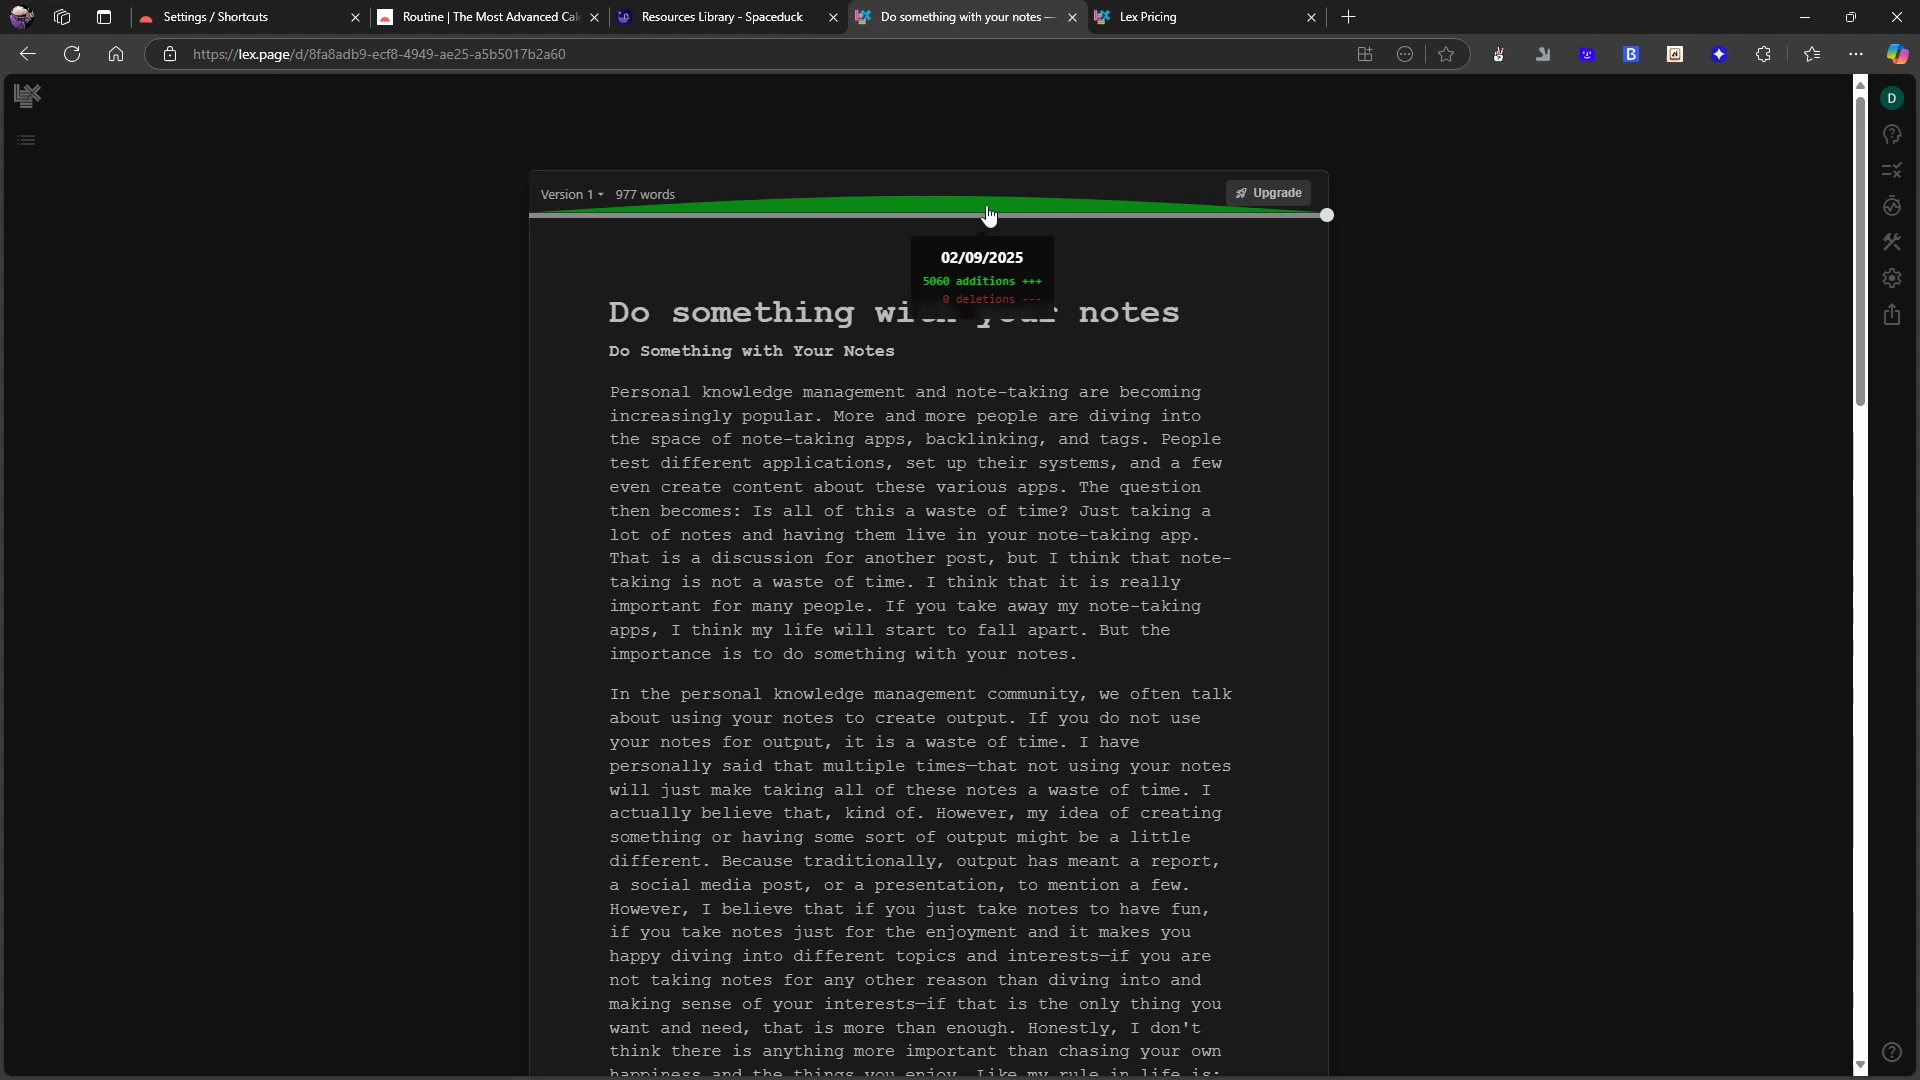 Settings / Shortcuts
Routine | The Most Advanced Cal
Resources Library - Spaceduck
Do something with your notes —
Lex Pricing
https://lex.page/d/8fa8adb9-ecf8-4949-ae25-a5b5017b2a60
LEX
D
Version 1
977 words
Upgrade
02/09/2025
5060 additions +++
0 deletions ---
Do something with your notes
Do Something with Your Notes
Personal knowledge management and note-taking are becoming
increasingly popular. More and more people are diving into
the space of note-taking apps, backlinking, and tags. People
test different applications, set up their systems, and a few
even create content about these various apps. The question
then becomes: Is all of this a waste of time? Just taking a
lot of notes and having them live in your note-taking app.
That is a discussion for another post, but I think that note-
taking is not a waste of time. I think that it is really
important for many people. If you take away my note-taking
apps, I think my life will start to fall apart. But the
importance is to do something with your notes.
In the personal knowledge management community, we often talk
about using your notes to create output. If you do not use
your notes for output, it is a waste of time. I have
personally said that multiple times—that not using your notes
will just make taking all of these notes a waste of time. I
actually believe that, kind of. However, my idea of creating
something or having some sort of output might be a little
different. Because traditionally, output has meant a report,
a social media post, or a presentation, to mention a few.
However, I believe that if you just take notes to have fun,
if you take notes just for the enjoyment and it makes you
happy diving into different topics and interests—if you are
not taking notes for any other reason than diving into and
making sense of your interests—if that is the only thing you
want and need, that is more than enough. Honestly, I don't
think there is anything more important than chasing your own
happiness and the things you enjoy. Like my rule in life is: